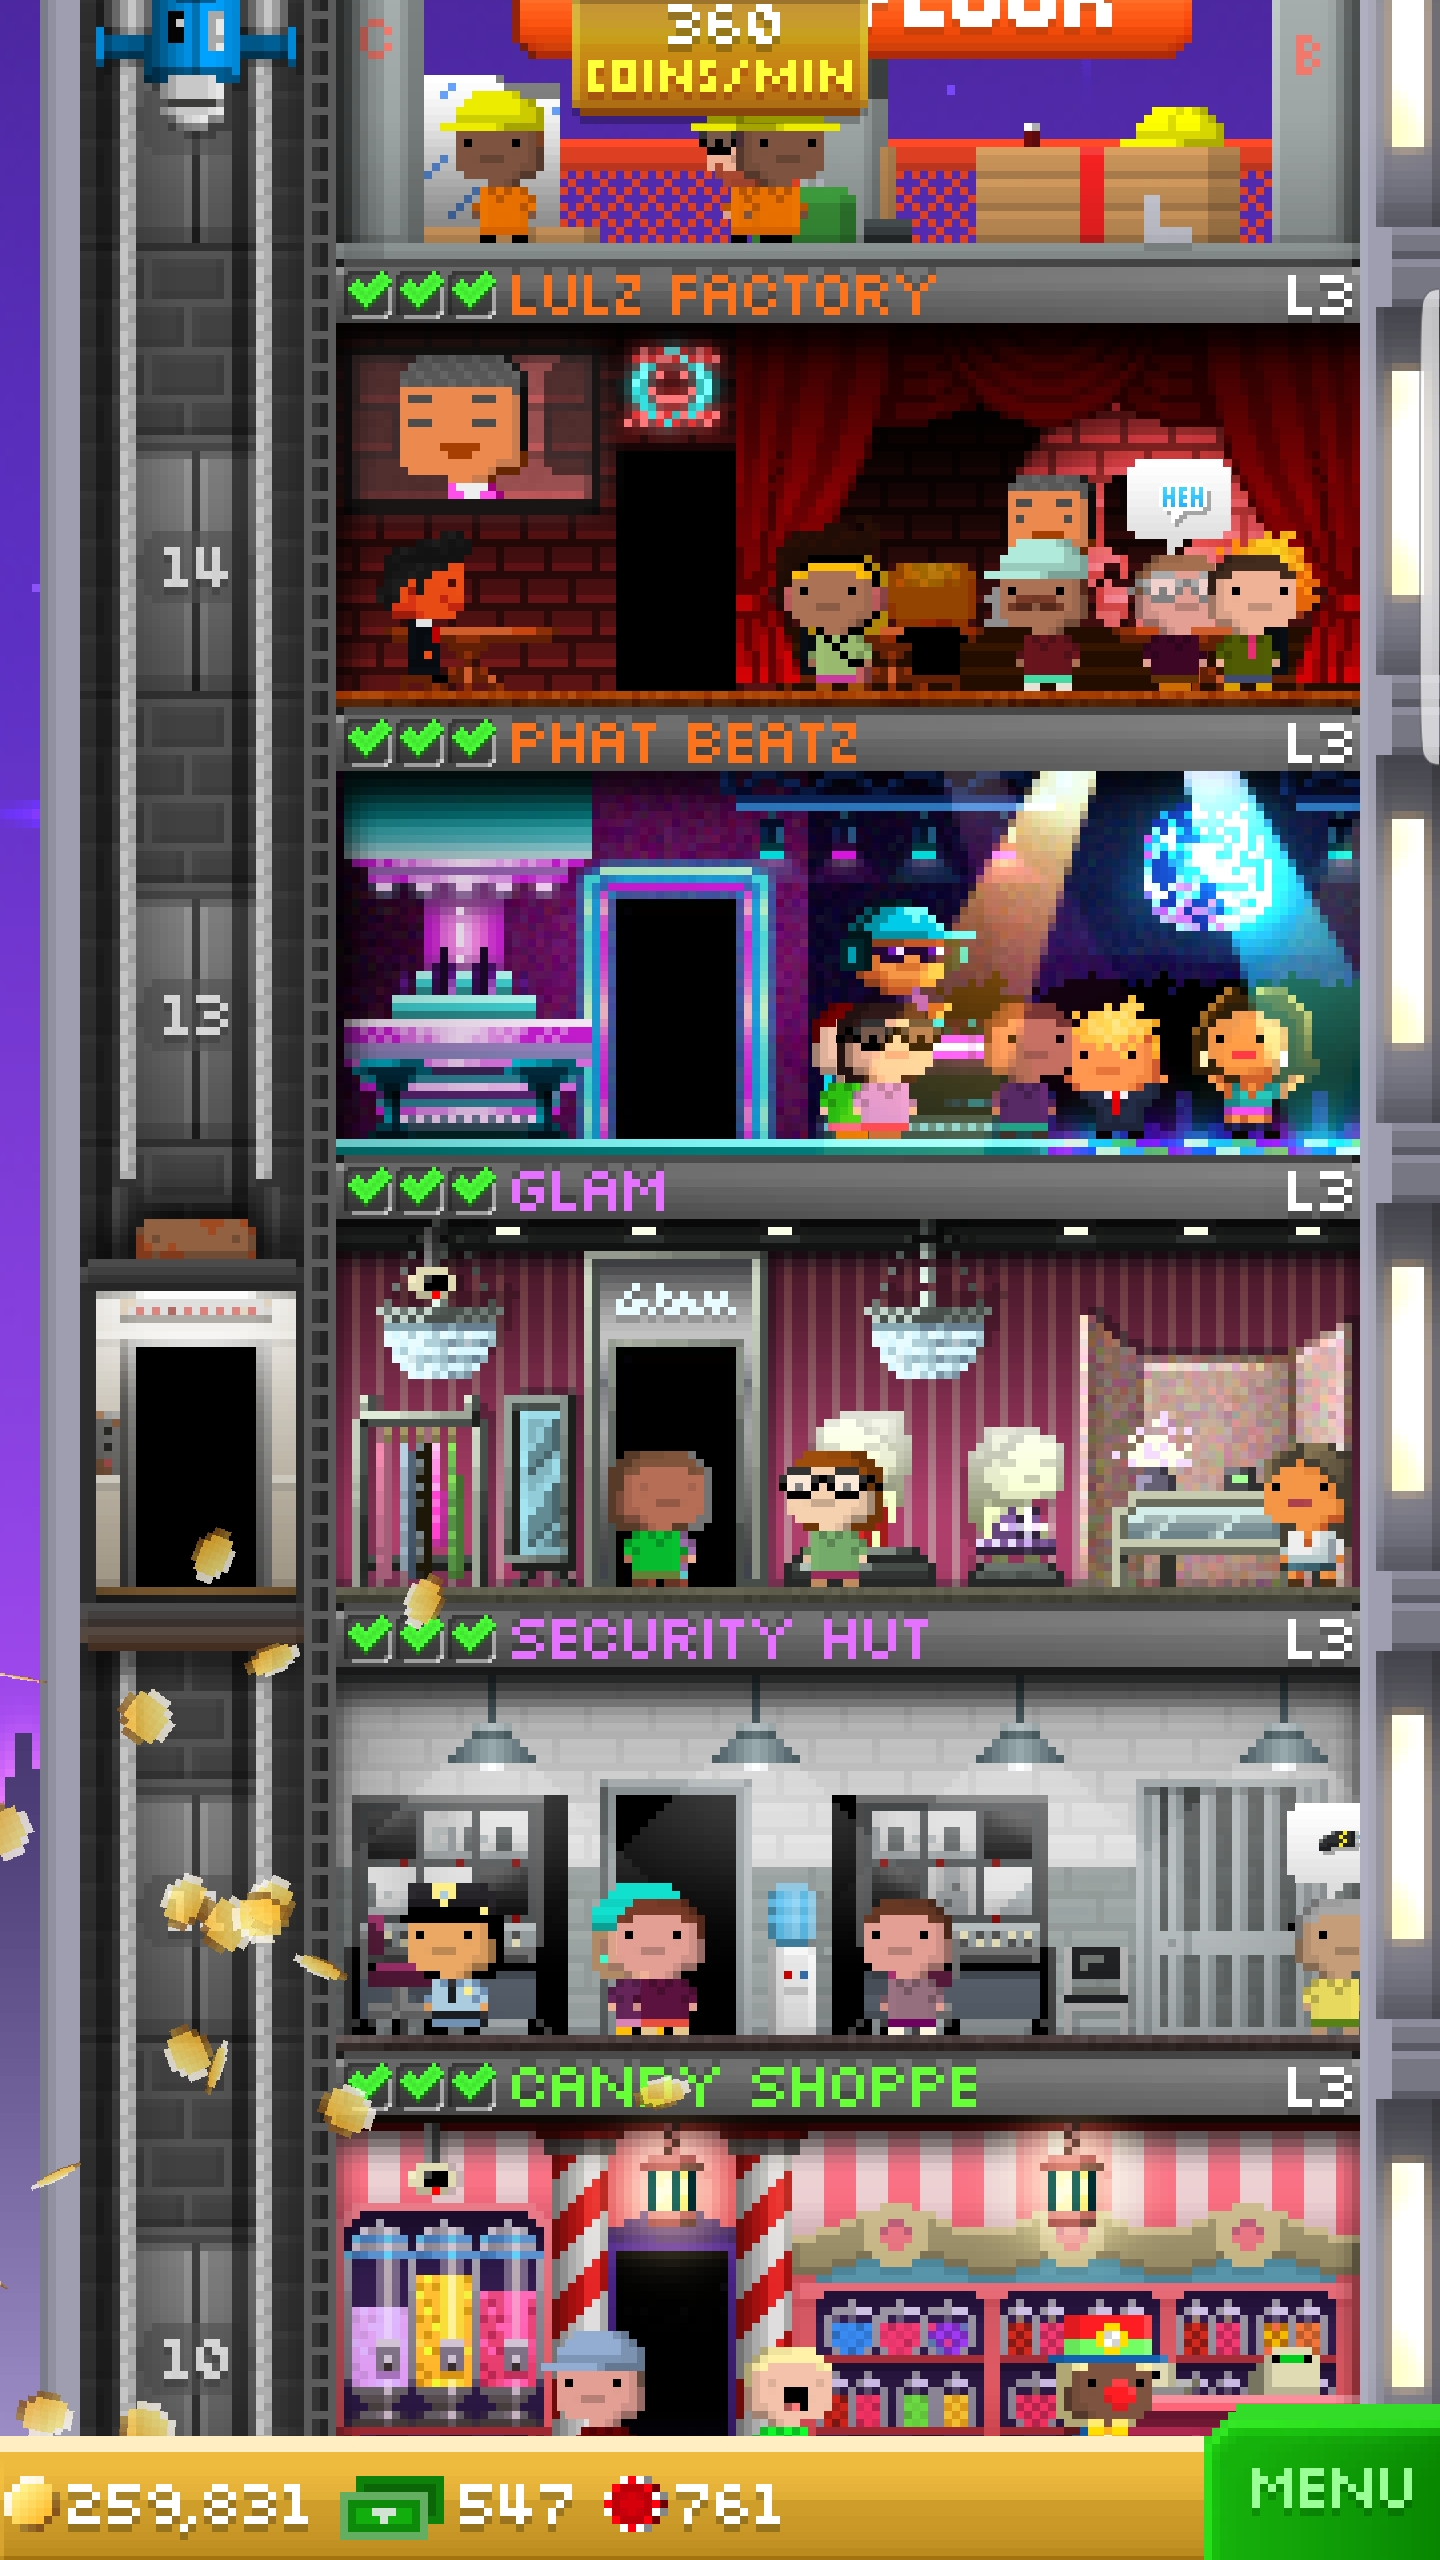 FLOOR
360
COINS/MIN
C
B
LULZ FACTORY L3
HEH
14
PHAT BEATZ L3
13
GLAM L3
Glam
SECURITY HUT L3
CANDY SHOPPE L3
10
259,831 547 761
MENU